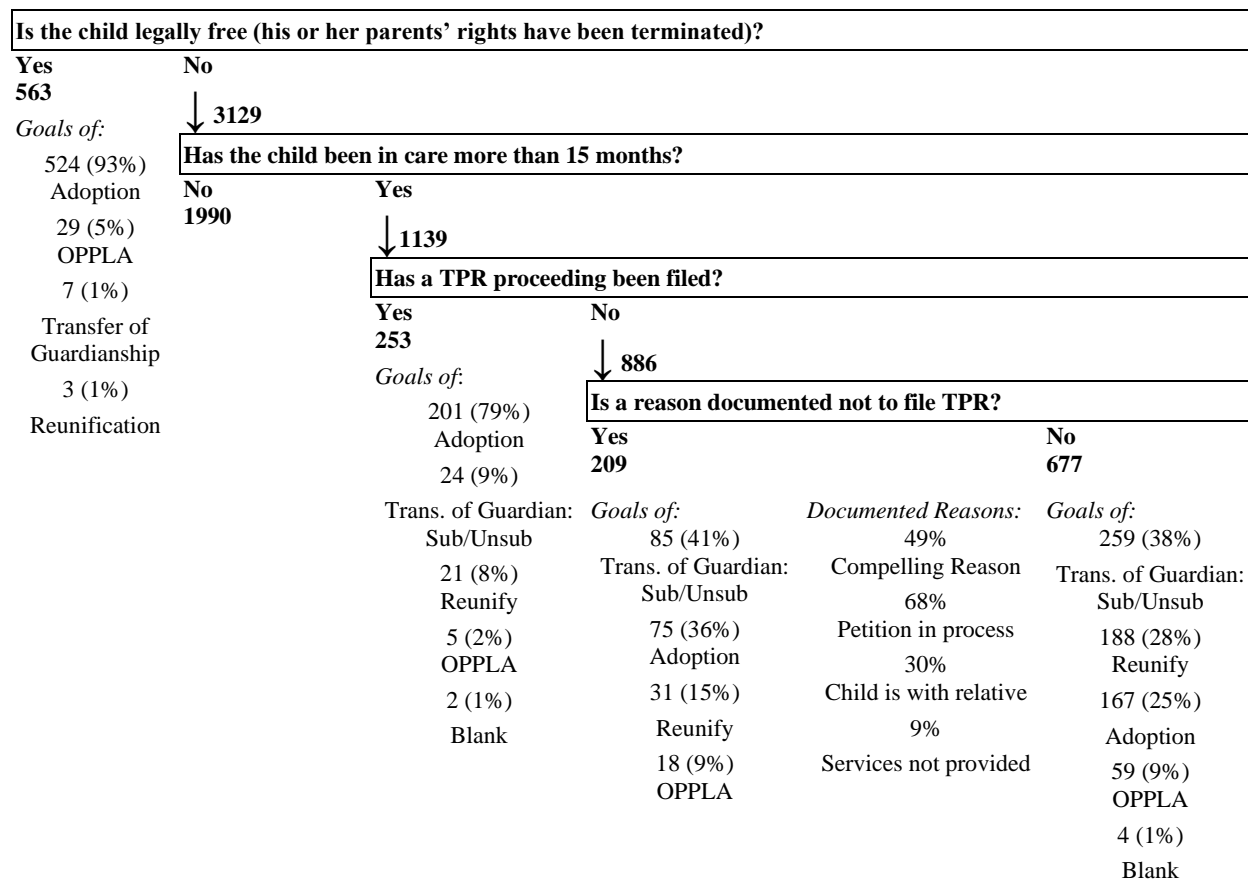 Is the child legally free (his or her parents' rights have been terminated)?
Yes
563
Goals of:
524 (93%)
Adoption
29 (5%)
OPPLA
7 (1%)
Transfer of
Guardianship
3 (1%)
Reunification
No
3129
Has the child been in care more than 15 months?
No
1990
Yes
1139
Has a TPR proceeding been filed?
Yes
253
Goals of:
201 (79%)
Adoption
24 (9%)
Trans. of Guardian:
Sub/Unsub
21 (8%)
Reunify
5 (2%)
OPPLA
2 (1%)
Blank
No
886
Is a reason documented not to file TPR?
Yes
209
Goals of:
85 (41%)
Trans. of Guardian:
Sub/Unsub
75 (36%)
Adoption
31 (15%)
Reunify
18 (9%)
OPPLA
Documented Reasons:
49%
Compelling Reason
68%
Petition in process
30%
Child is with relative
9%
Services not provided
No
677
Goals of:
259 (38%)
Trans. of Guardian:
Sub/Unsub
188 (28%)
Reunify
167 (25%)
Adoption
59 (9%)
OPPLA
4 (1%)
Blank